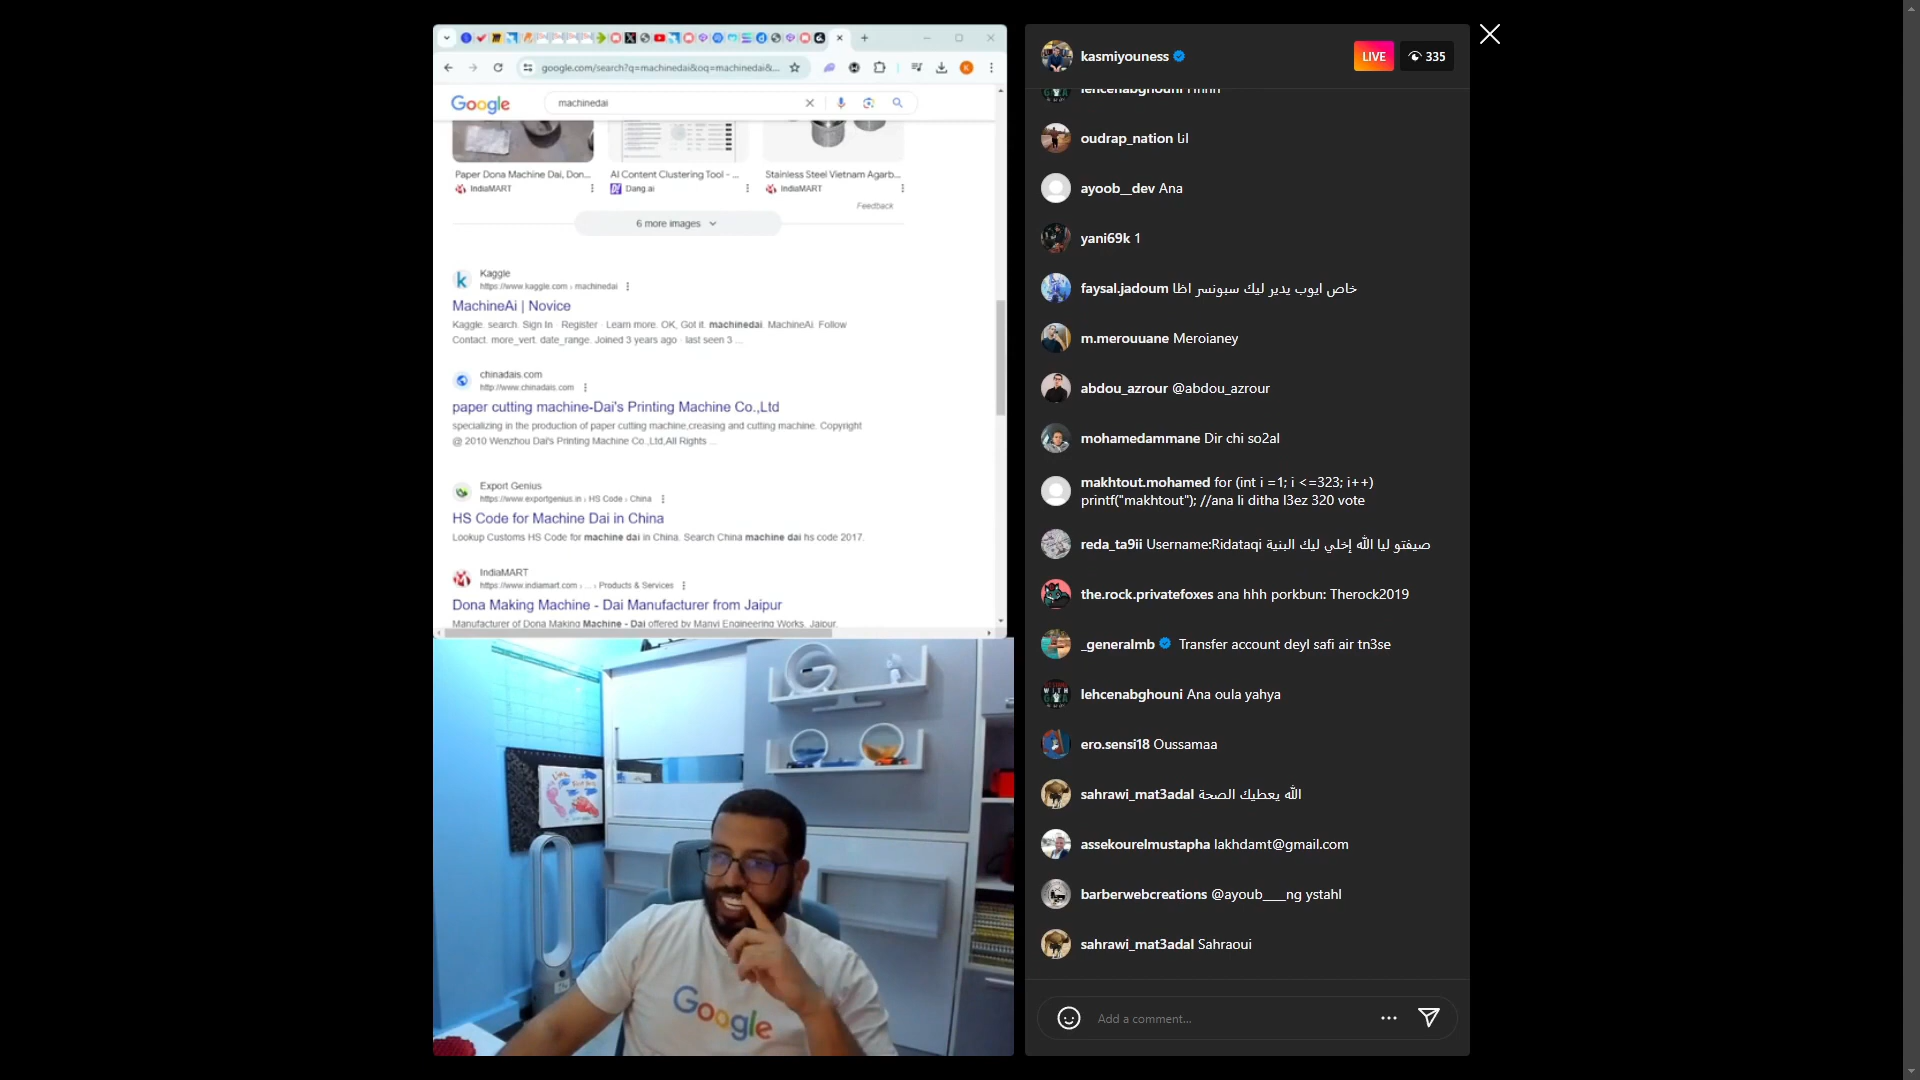 google.com/search?q=machinedai&oq=machinedai&...
Google
machinedai
Paper Dona Machine Dai, Don...
IndiaMART
AI Content Clustering Tool - ...
Dang.ai
Stainless Steel Vietnam Agarb...
IndiaMART
Feedback
6 more images
Kaggle
https://www.kaggle.com › machinedai
MachineAi | Novice
Kaggle. search. Sign In · Register · Learn more. OK, Got it. machinedai. MachineAi. Follow
Contact. more_vert. date_range. Joined 3 years ago · last seen 3 ...
chinadais.com
http://www.chinadais.com
paper cutting machine-Dai's Printing Machine Co.,Ltd
specializing in the production of paper cutting machine,creasing and cutting machine. Copyright
@ 2010 Wenzhou Dai's Printing Machine Co.,Ltd,All Rights ...
Export Genius
https://www.exportgenius.in › HS Code › China
HS Code for Machine Dai in China
Lookup Customs HS Code for machine dai in China. Search China machine dai hs code 2017.
IndiaMART
https://www.indiamart.com › ... › Products & Services
Dona Making Machine - Dai Manufacturer from Jaipur
Manufacturer of Dona Making Machine - Dai offered by Manvi Engineering Works, Jaipur.
Google
kasmiyouness
LIVE
335
lehcenabghouni Hhhh
oudrap_nation انا
ayoob__dev Ana
yani69k 1
faysal.jadoum خاص ايوب يدير ليك سبونسر اظا
m.merouuane Meroianey
abdou_azrour @abdou_azrour
mohamedammane Dir chi so2al
makhtout.mohamed for (int i =1; i <=323; i++)
printf("makhtout"); //ana li ditha l3ez 320 vote
reda_ta9ii Username:Ridataqi صيفتو ليا الله إخلي ليك البنية
the.rock.privatefoxes ana hhh porkbun: Therock2019
_generalmb Transfer account deyl safi air tn3se
lehcenabghouni Ana oula yahya
ero.sensi18 Oussamaa
sahrawi_mat3adal الله يعطيك الصحة
assekourelmustapha lakhdamt@gmail.com
barberwebcreations @ayoub____ng ystahl
sahrawi_mat3adal Sahraoui
Add a comment...